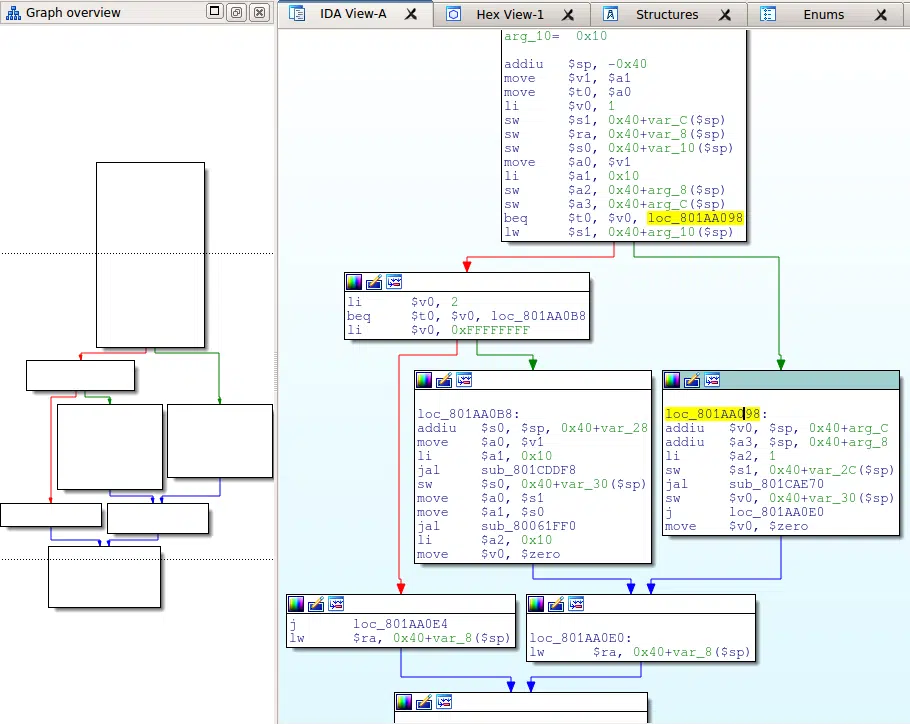 Graph overview
IDA View-A
Hex View-1
Structures
Enums
arg_10= 0x10
addiu $sp, -0x40
move $v1, $a1
move $t0, $a0
li $v0, 1
sw $s1, 0x40+var_C($sp)
sw $ra, 0x40+var_8($sp)
sw $s0, 0x40+var_10($sp)
move $a0, $v1
li $a1, 0x10
sw $a2, 0x40+arg_8($sp)
sw $a3, 0x40+arg_C($sp)
beq $t0, $v0, loc_801AA098
lw $s1, 0x40+arg_10($sp)
li $v0, 2
beq $t0, $v0, loc_801AA0B8
li $v0, 0xFFFFFFFF
loc_801AA0B8:
addiu $s0, $sp, 0x40+var_28
move $a0, $v1
li $a1, 0x10
jal sub_801CDDF8
sw $s0, 0x40+var_30($sp)
move $a0, $s1
move $a1, $s0
jal sub_80061FF0
li $a2, 0x10
move $v0, $zero
loc_801AA098:
addiu $v0, $sp, 0x40+arg_C
addiu $a3, $sp, 0x40+arg_8
li $a2, 1
sw $s1, 0x40+var_2C($sp)
jal sub_801CAE70
sw $v0, 0x40+var_30($sp)
j loc_801AA0E0
move $v0, $zero
j loc_801AA0E4
lw $ra, 0x40+var_8($sp)
loc_801AA0E0:
lw $ra, 0x40+var_8($sp)